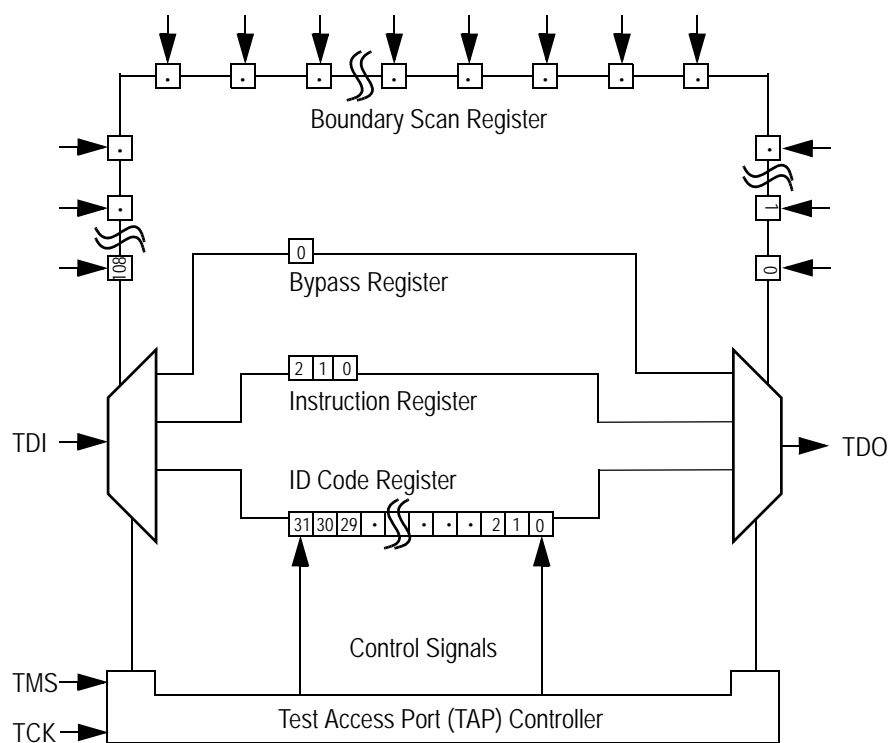 Boundary Scan Register
108
1
0
0
Bypass Register
2 1 0
Instruction Register
TDI
TDO
ID Code Register
31 30 29 . . . . 2 1 0
Control Signals
TMS
Test Access Port (TAP) Controller
TCK